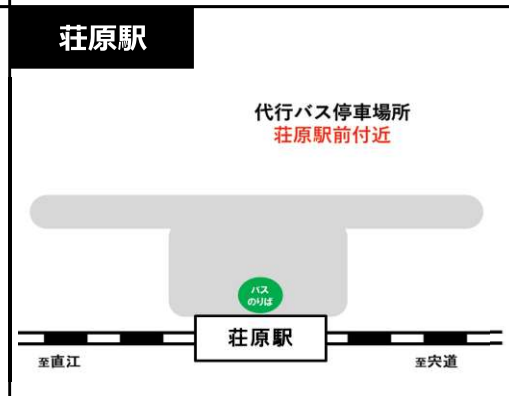 荘原駅
代行バス停車場所
荘原駅前付近
バス
のりば
荘原駅
至直江
至宍道